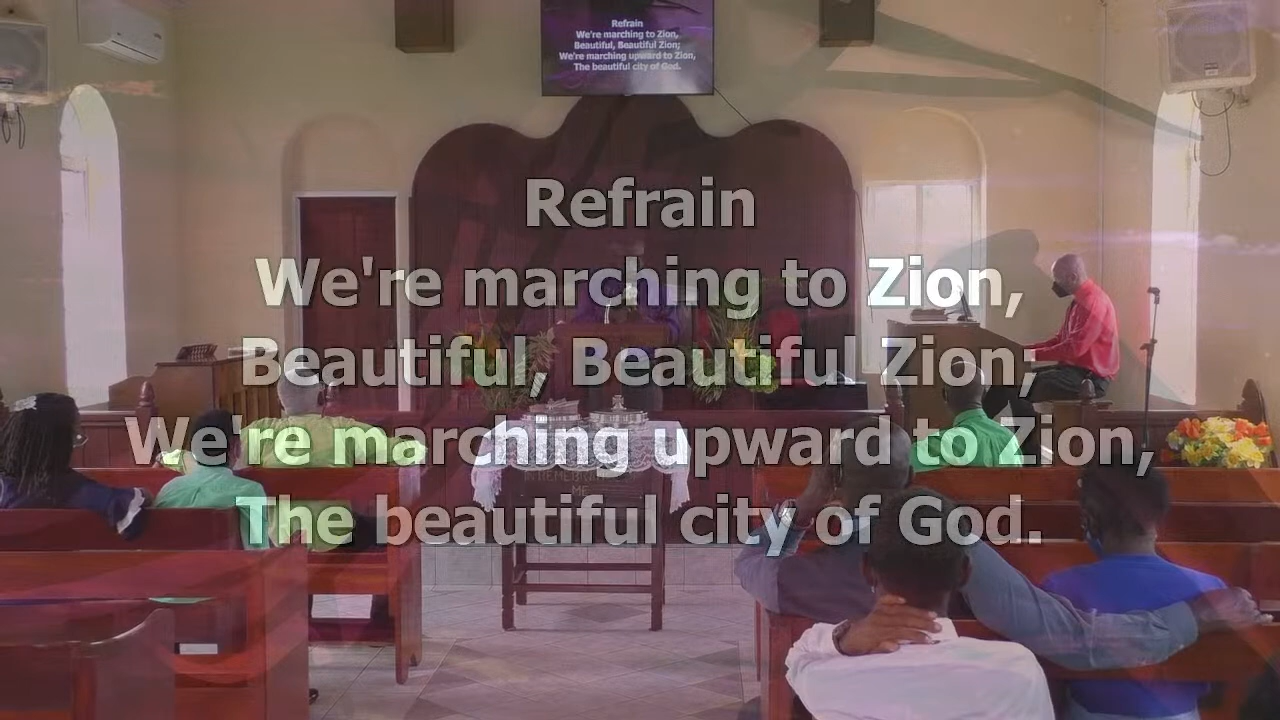 Refrain
We're marching to Zion,
Beautiful, Beautiful Zion;
We're marching upward to Zion,
The beautiful city of God.
Refrain
We're marching to Zion,
Beautiful, Beautiful Zion;
We're marching upward to Zion,
The beautiful city of God.
ME